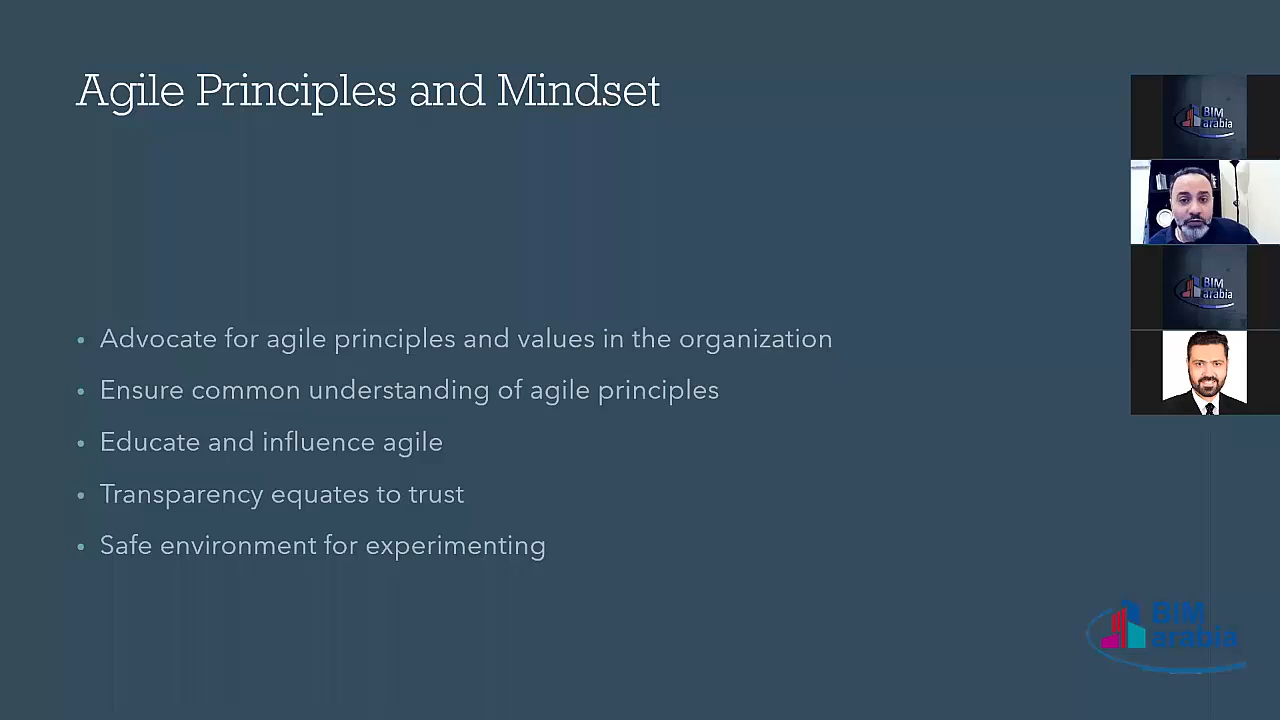 Agile Principles and Mindset
• Advocate for agile principles and values in the organization
• Ensure common understanding of agile principles
• Educate and influence agile
• Transparency equates to trust
• Safe environment for experimenting
BIM
arabia
BIM
arabia
BIM
arabia